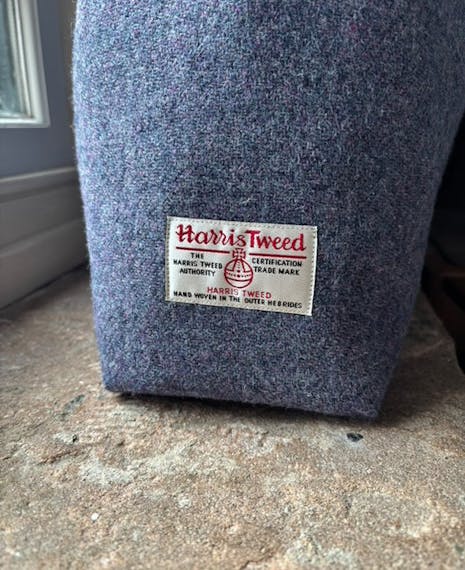 Harris Tweed
THE CERTIFICATION
HARRIS TWEED TRADE MARK
AUTHORITY
HARRIS TWEED
HAND WOVEN IN THE OUTER HEBRIDES